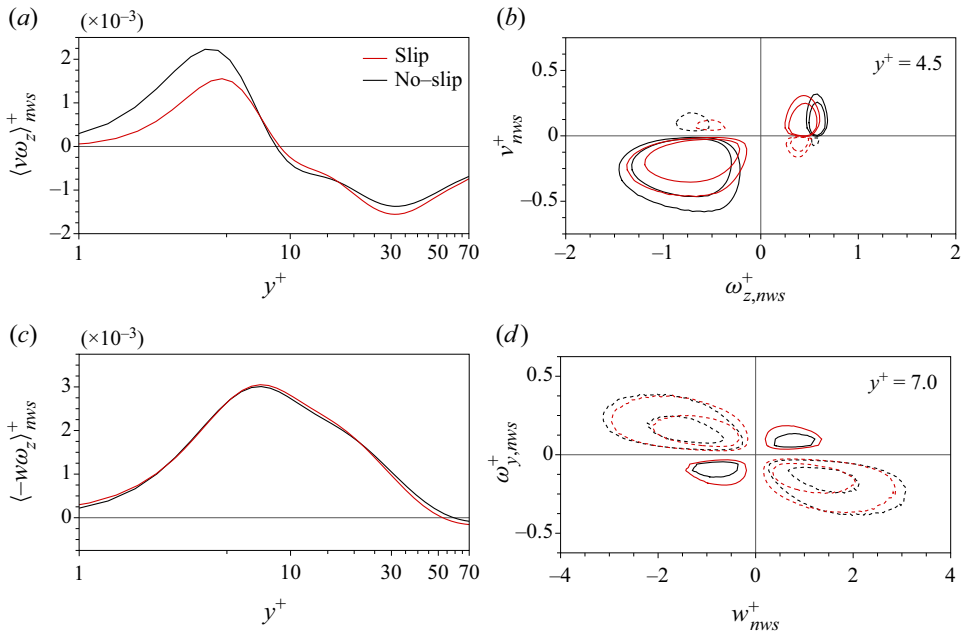 (a) (×10⁻³)
2
1
0
−1
−2
⟨vω_z⟩⁺_nws
Slip
No–slip
1 10 30 50 70
y⁺
(b)
0.5
0
−0.5
v⁺_nws
y⁺ = 4.5
−2 −1 0 1 2
ω⁺_z,nws
(c) (×10⁻³)
3
2
1
0
⟨−wω_z⟩⁺_nws
1 10 30 50 70
y⁺
(d)
0.5
0
−0.5
ω⁺_y,nws
y⁺ = 7.0
−4 −2 0 2 4
w⁺_nws